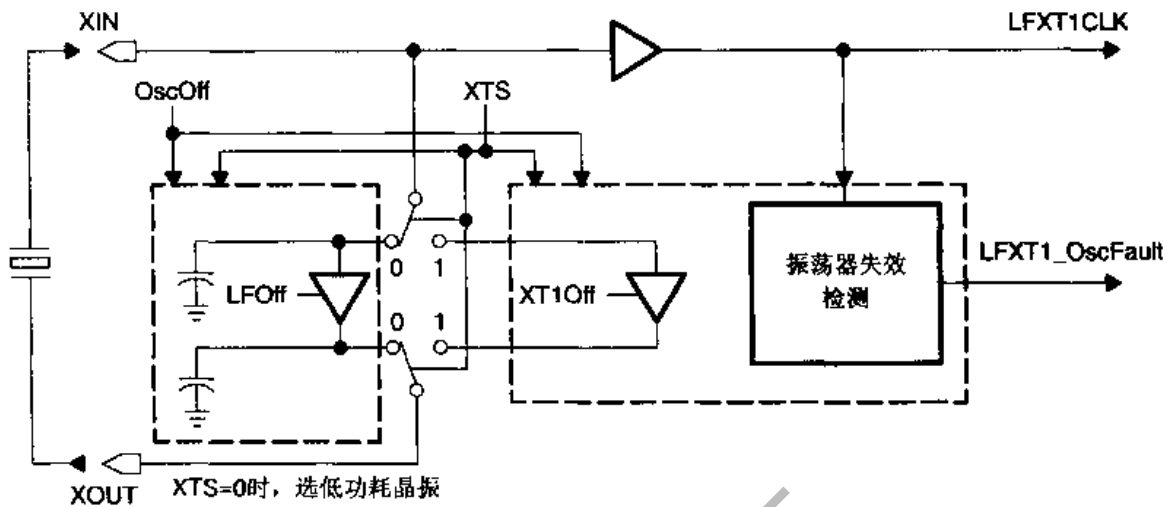 XIN
LFXT1CLK
OscOff
XTS
振荡器失效
检测
LFXT1_OscFault
0 1
LFOff
XT1Off
0 1
XOUT
XTS=0时，选低功耗晶振